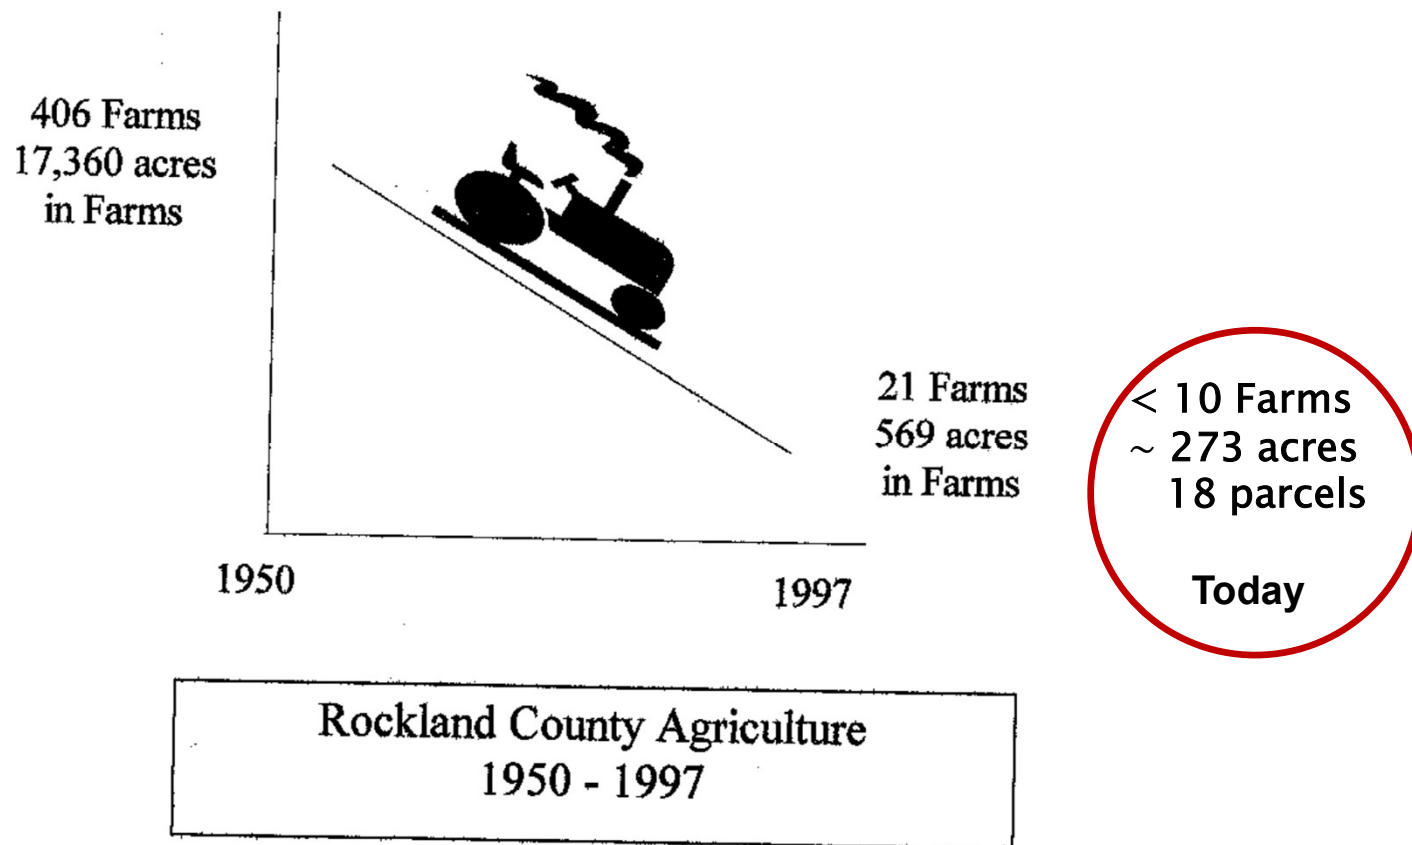 406 Farms
17,360 acres
in Farms
21 Farms
569 acres
in Farms
< 10 Farms
~ 273 acres
18 parcels
Today
1950
1997
Rockland County Agriculture
1950 - 1997